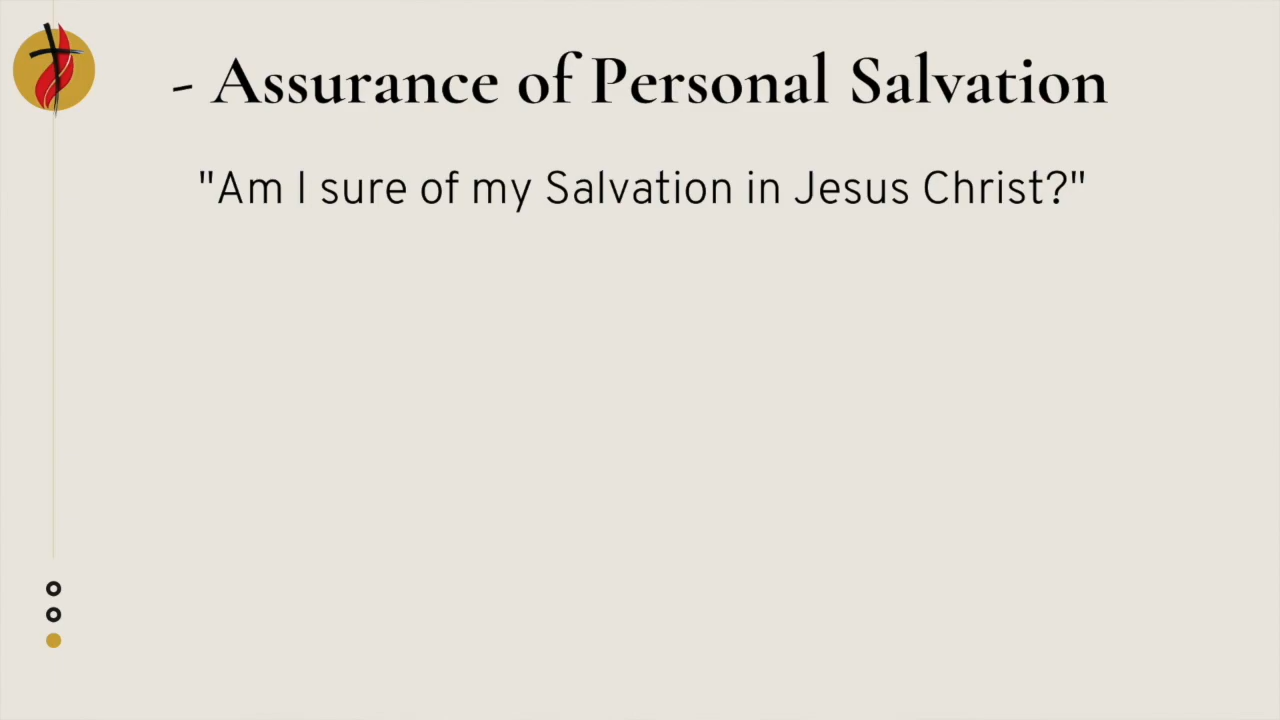 - Assurance of Personal Salvation
"Am I sure of my Salvation in Jesus Christ?"